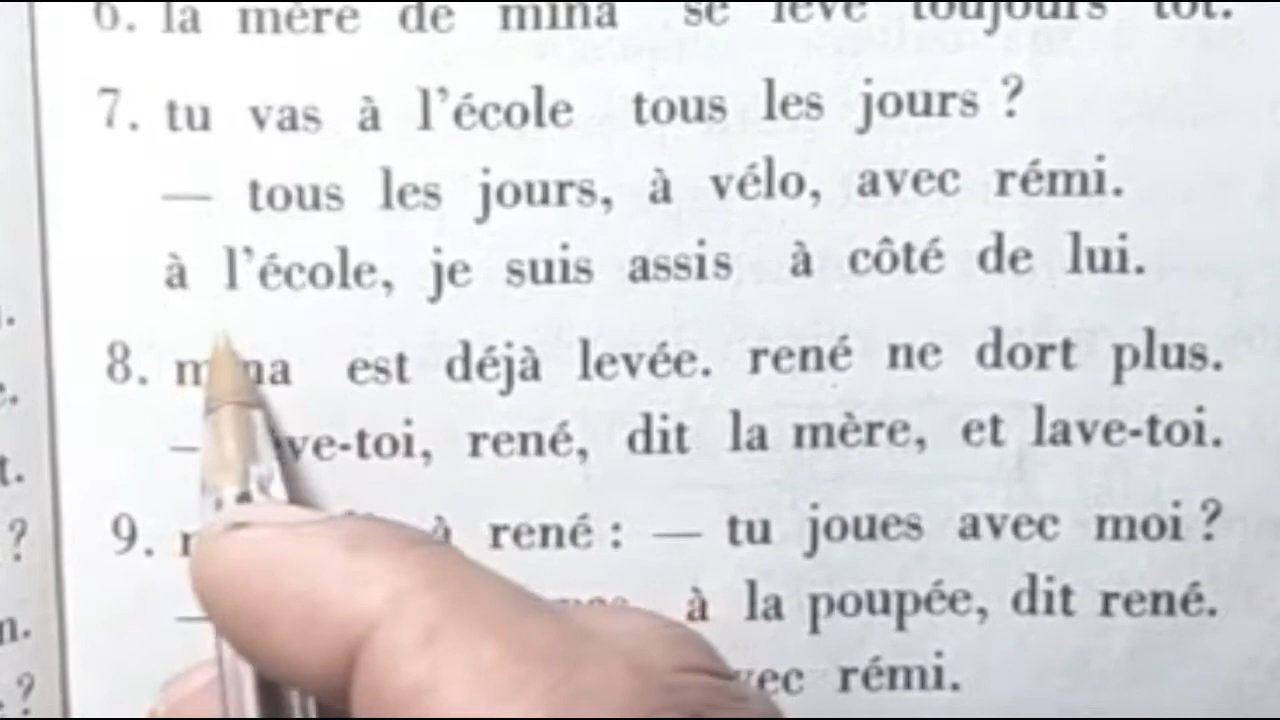 6. la mère de mina se lève toujours tôt.
7. tu vas à l'école tous les jours ?
— tous les jours, à vélo, avec rémi.
à l'école, je suis assis à côté de lui.
8. mina est déjà levée. rené ne dort plus.
— ve-toi, rené, dit la mère, et lave-toi.
9. à rené : — tu joues avec moi ?
— à la poupée, dit rené.
rémi.